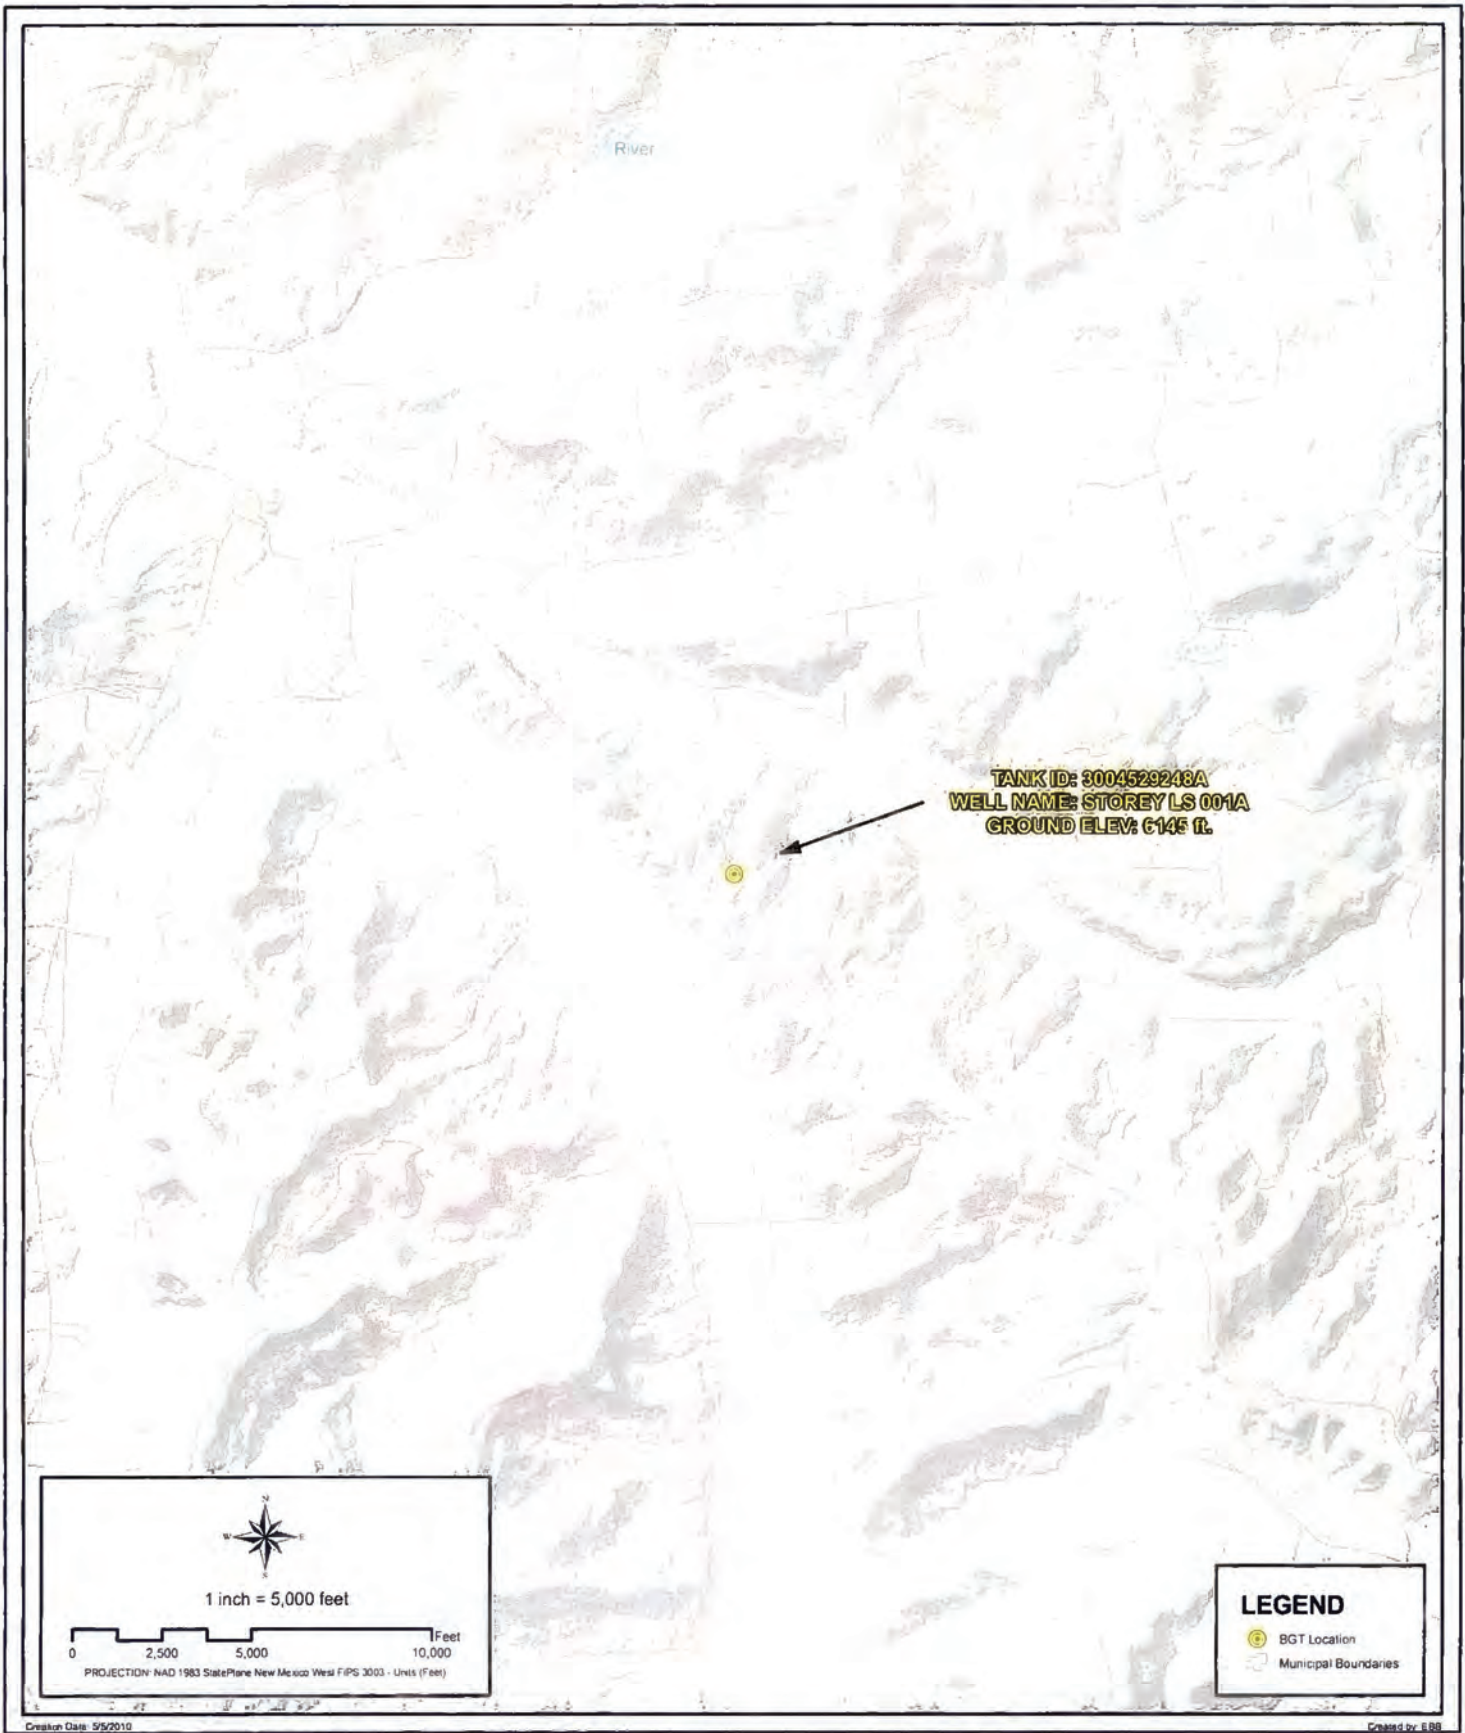 River
TANK ID: 3004529248A
WELL NAME: STOREY LS 001A
GROUND ELEV: 6145 ft.
N
W E
S
1 inch = 5,000 feet
Feet
0 2,500 5,000 10,000
PROJECTION: NAD 1983 StatePlane New Mexico West FIPS 3003 - Units (Feet)
LEGEND
BGT Location
Municipal Boundaries
Creation Date: 5/5/2010
Created by: EBB